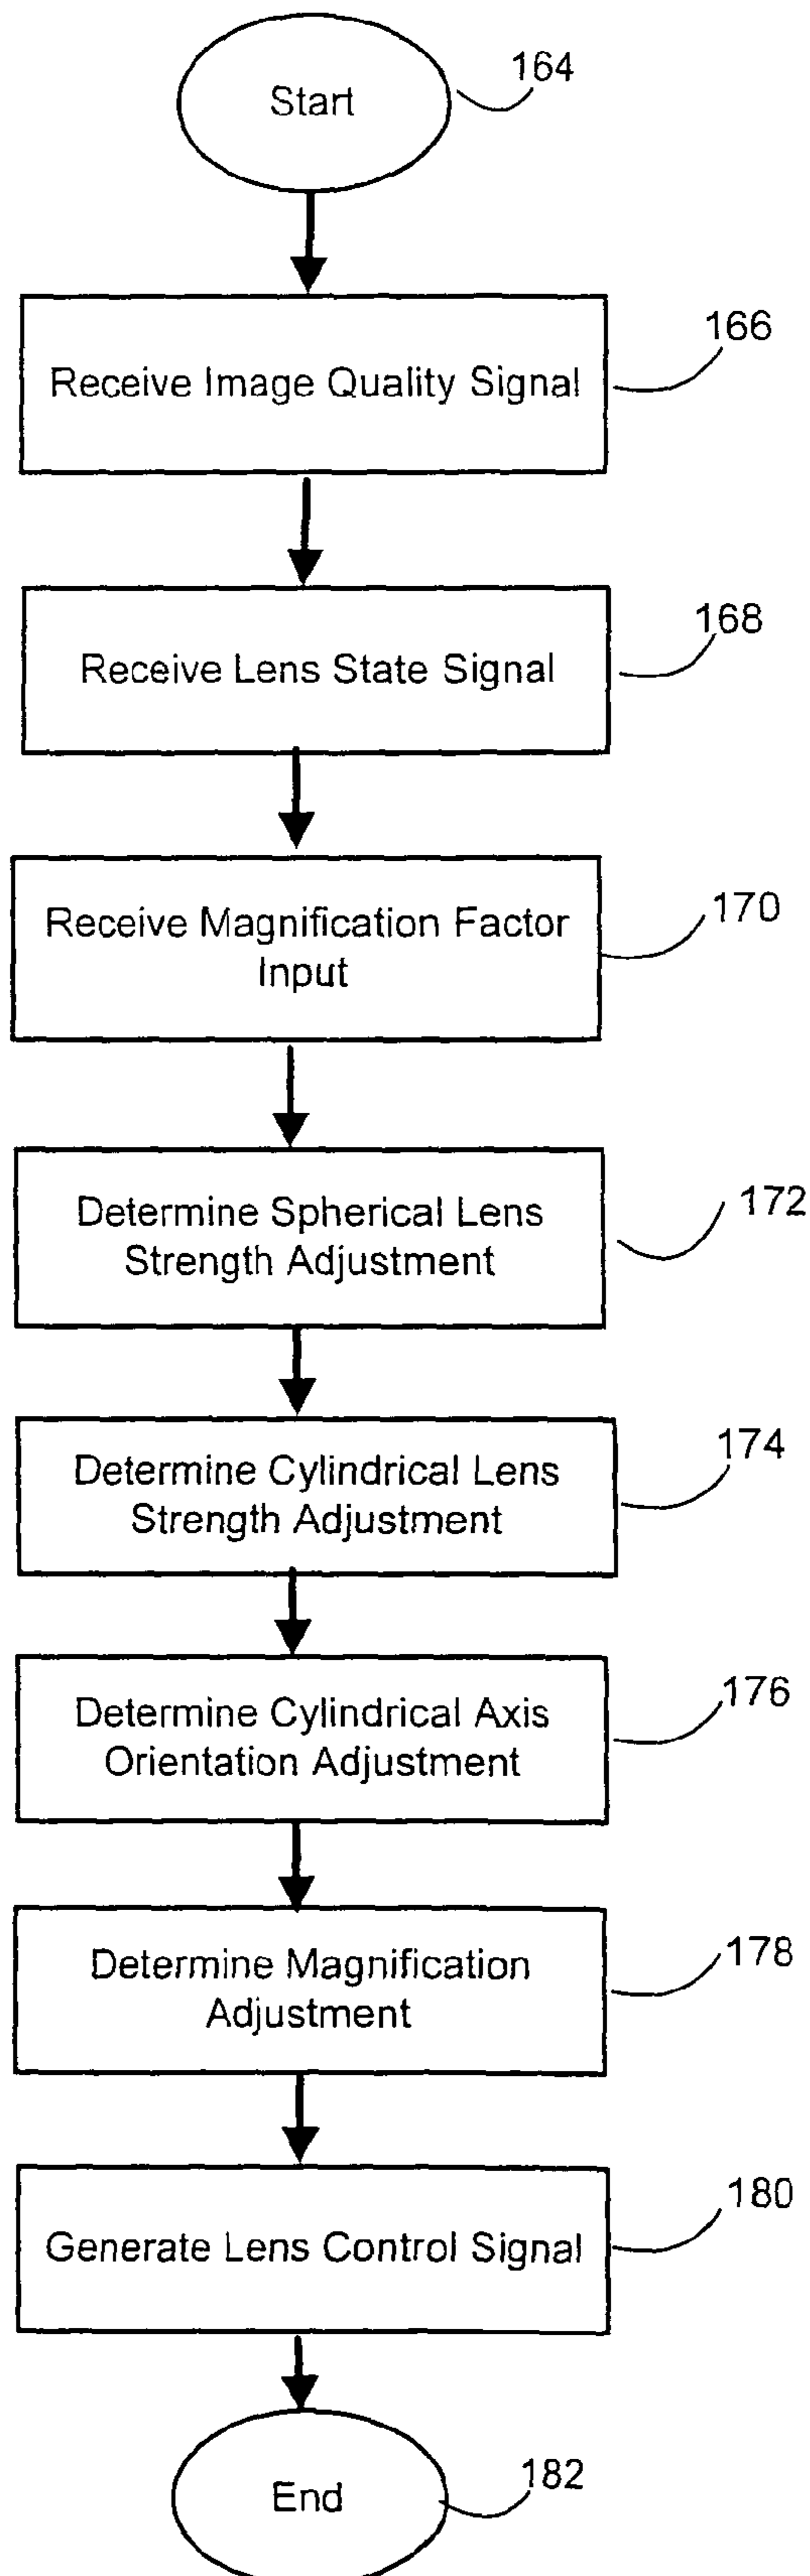 Start
164
Receive Image Quality Signal
166
Receive Lens State Signal
168
Receive Magnification Factor
Input
170
Determine Spherical Lens
Strength Adjustment
172
Determine Cylindrical Lens
Strength Adjustment
174
Determine Cylindrical Axis
Orientation Adjustment
176
Determine Magnification
Adjustment
178
Generate Lens Control Signal
180
End
182